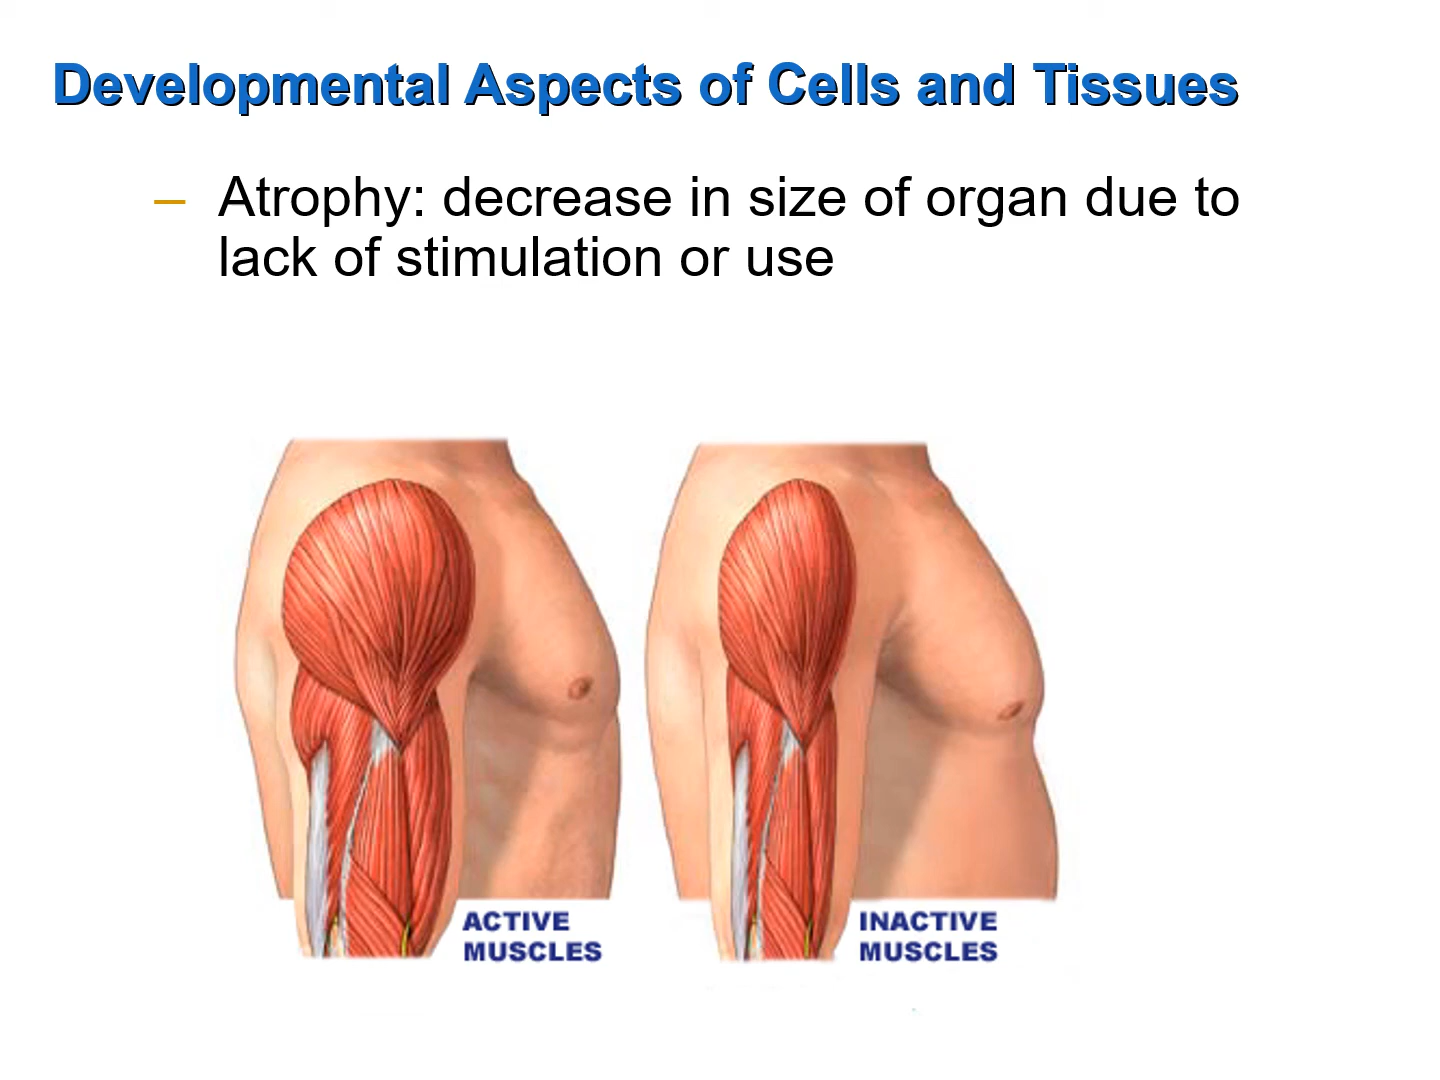 Developmental Aspects of Cells and Tissues
– Atrophy: decrease in size of organ due to
lack of stimulation or use
ACTIVE
MUSCLES
INACTIVE
MUSCLES